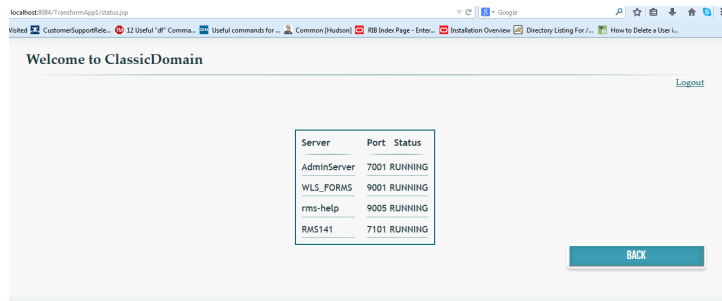 localhost:8084/TransformApp1/status.jsp
Google
Visited CustomerSupportRele... 12 Useful "df" Comma... Useful commands for ... Common [Hudson] RIB Index Page - Enter... Installation Overview Directory Listing For /... How to Delete a User i...
Welcome to ClassicDomain
Logout
Server Port Status
AdminServer 7001 RUNNING
WLS_FORMS 9001 RUNNING
rms-help 9005 RUNNING
RMS141 7101 RUNNING
BACK